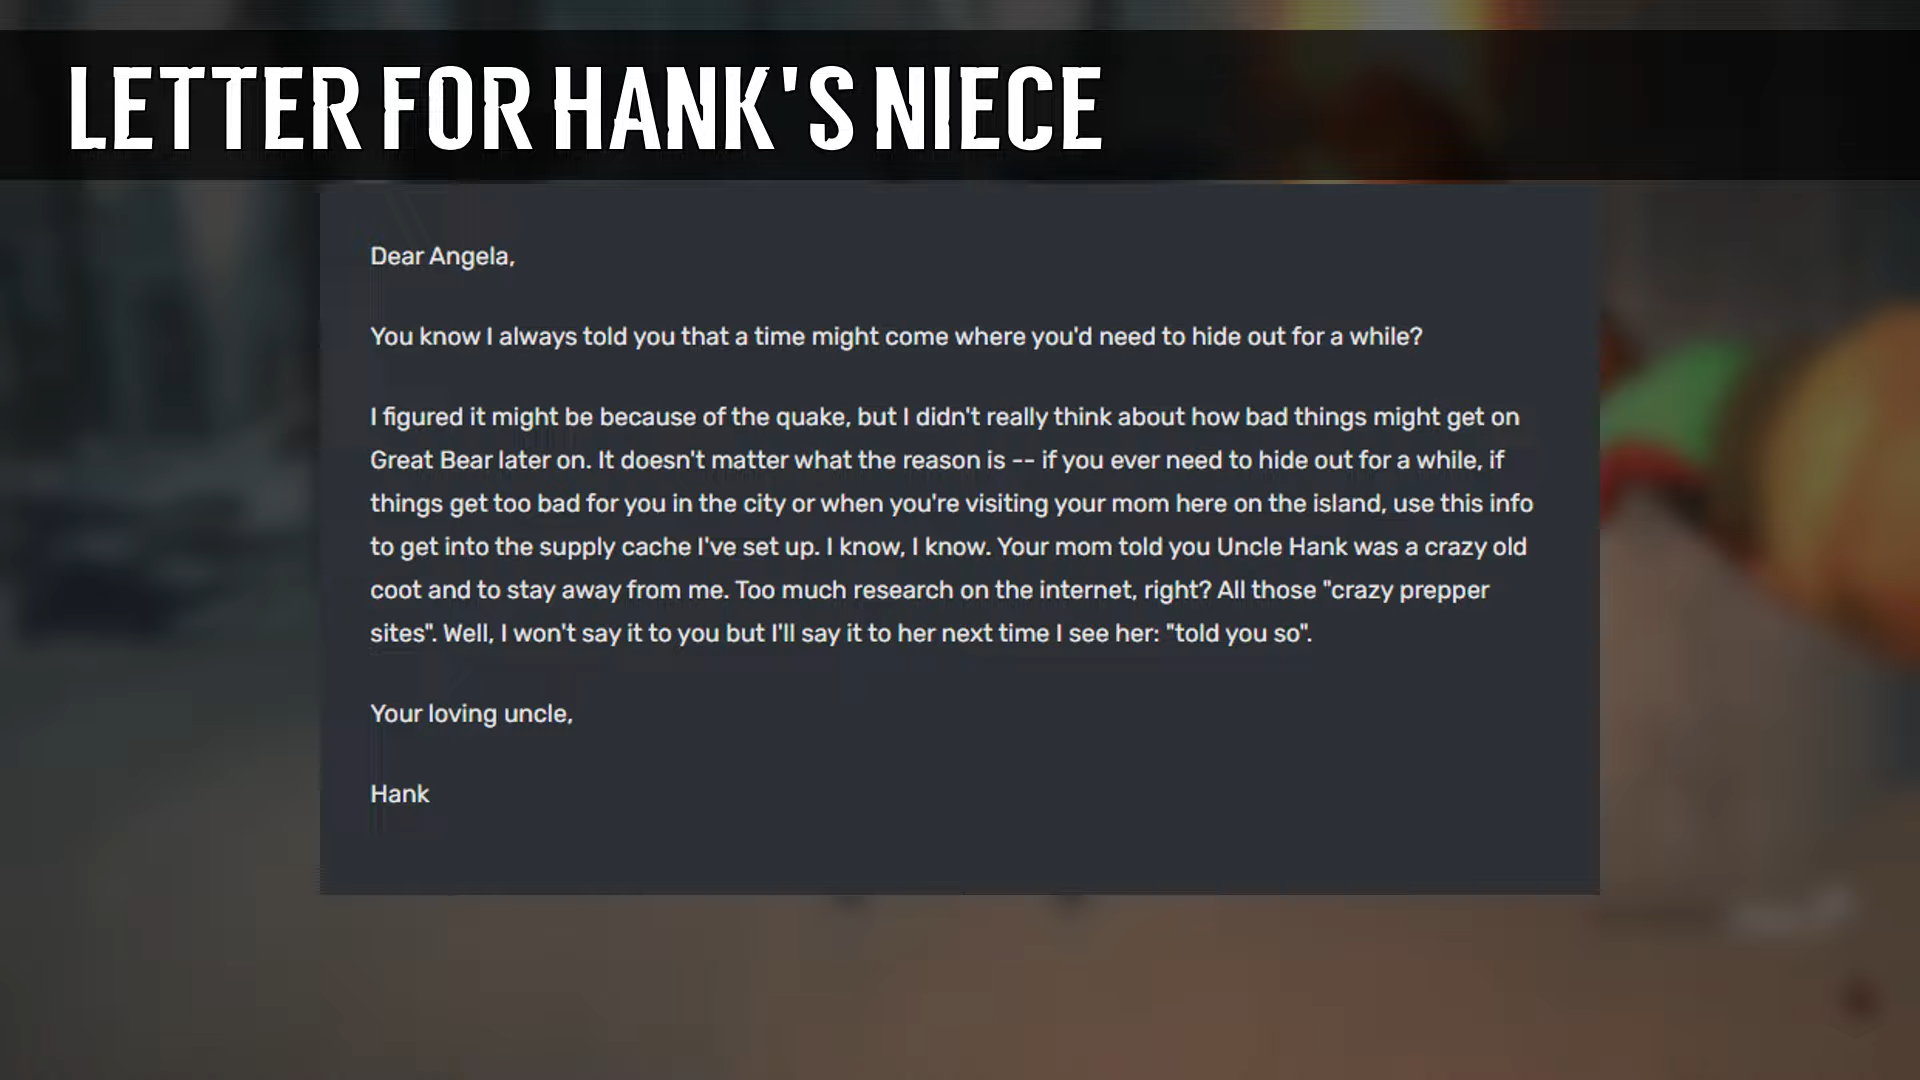 LETTER FOR HANK'S NIECE
Dear Angela,
You know I always told you that a time might come where you'd need to hide out for a while?
I figured it might be because of the quake, but I didn't really think about how bad things might get on
Great Bear later on. It doesn't matter what the reason is -- if you ever need to hide out for a while, if
things get too bad for you in the city or when you're visiting your mom here on the island, use this info
to get into the supply cache I've set up. I know, I know. Your mom told you Uncle Hank was a crazy old
coot and to stay away from me. Too much research on the internet, right? All those "crazy prepper
sites". Well, I won't say it to you but I'll say it to her next time I see her: "told you so".
Your loving uncle,
Hank